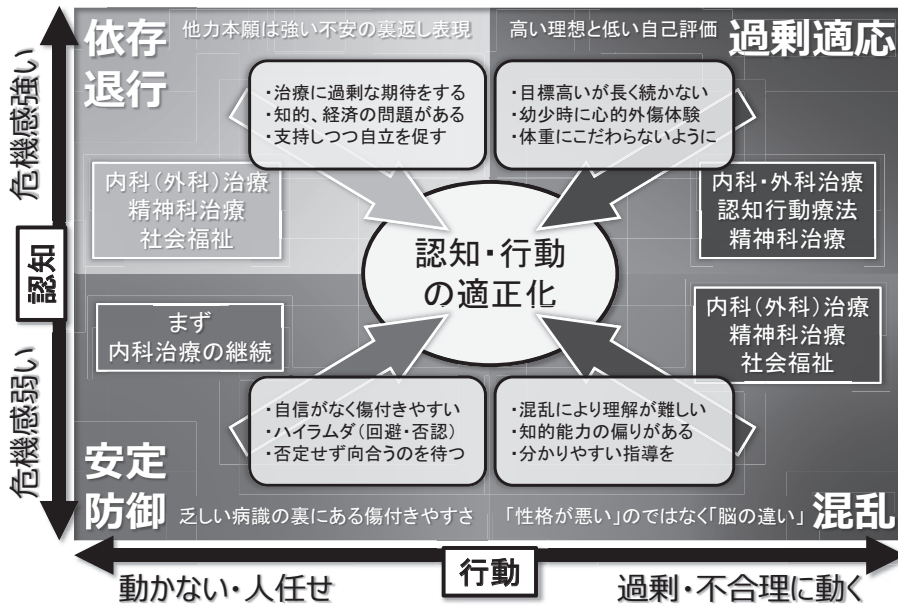 依存
退行
他力本願は強い不安の裏返し表現
・治療に過剰な期待をする
・知的、経済の問題がある
・支持しつつ自立を促す
内科(外科)治療
精神科治療
社会福祉
高い理想と低い自己評価
過剰適応
・目標高いが長く続かない
・幼少時に心的外傷体験
・体重にこだわらないように
内科・外科治療
認知行動療法
精神科治療
認知・行動
の適正化
まず
内科治療の継続
・自信がなく傷付きやすい
・ハイラムダ(回避・否認)
・否定せず向合うのを待つ
安定
防御
乏しい病識の裏にある傷付きやすさ
内科(外科)治療
精神科治療
社会福祉
・混乱により理解が難しい
・知的能力の偏りがある
・分かりやすい指導を
「性格が悪い」のではなく「脳の違い」
混乱
危機感強い
認知
危機感弱い
動かない・人任せ
行動
過剰・不合理に動く